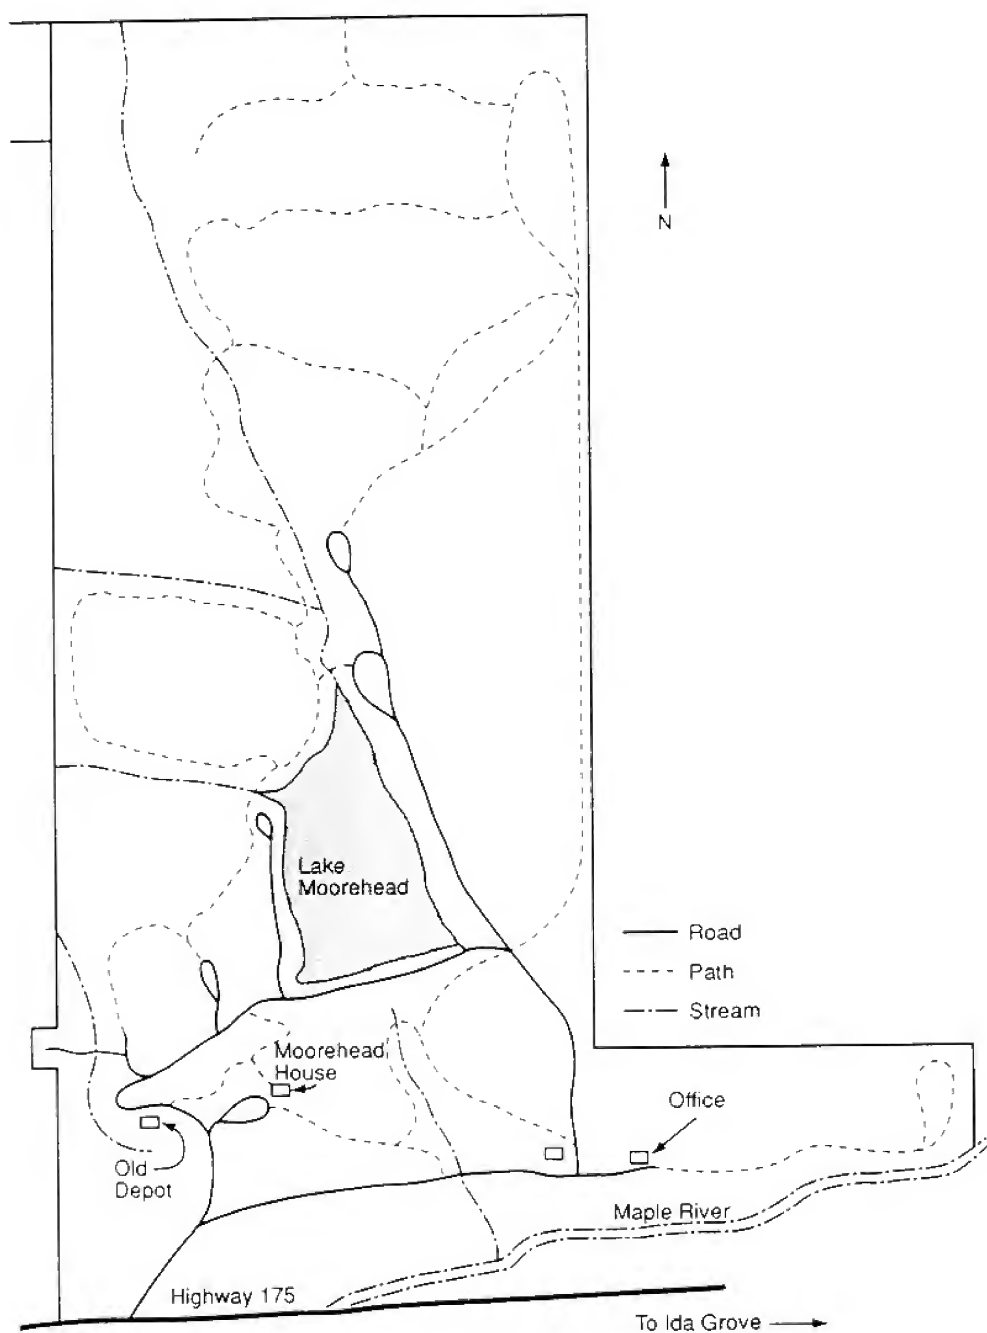 N
Lake
Moorehead
Road
Path
Stream
Moorehead
House
Office
Old
Depot
Maple River
Highway 175
To Ida Grove